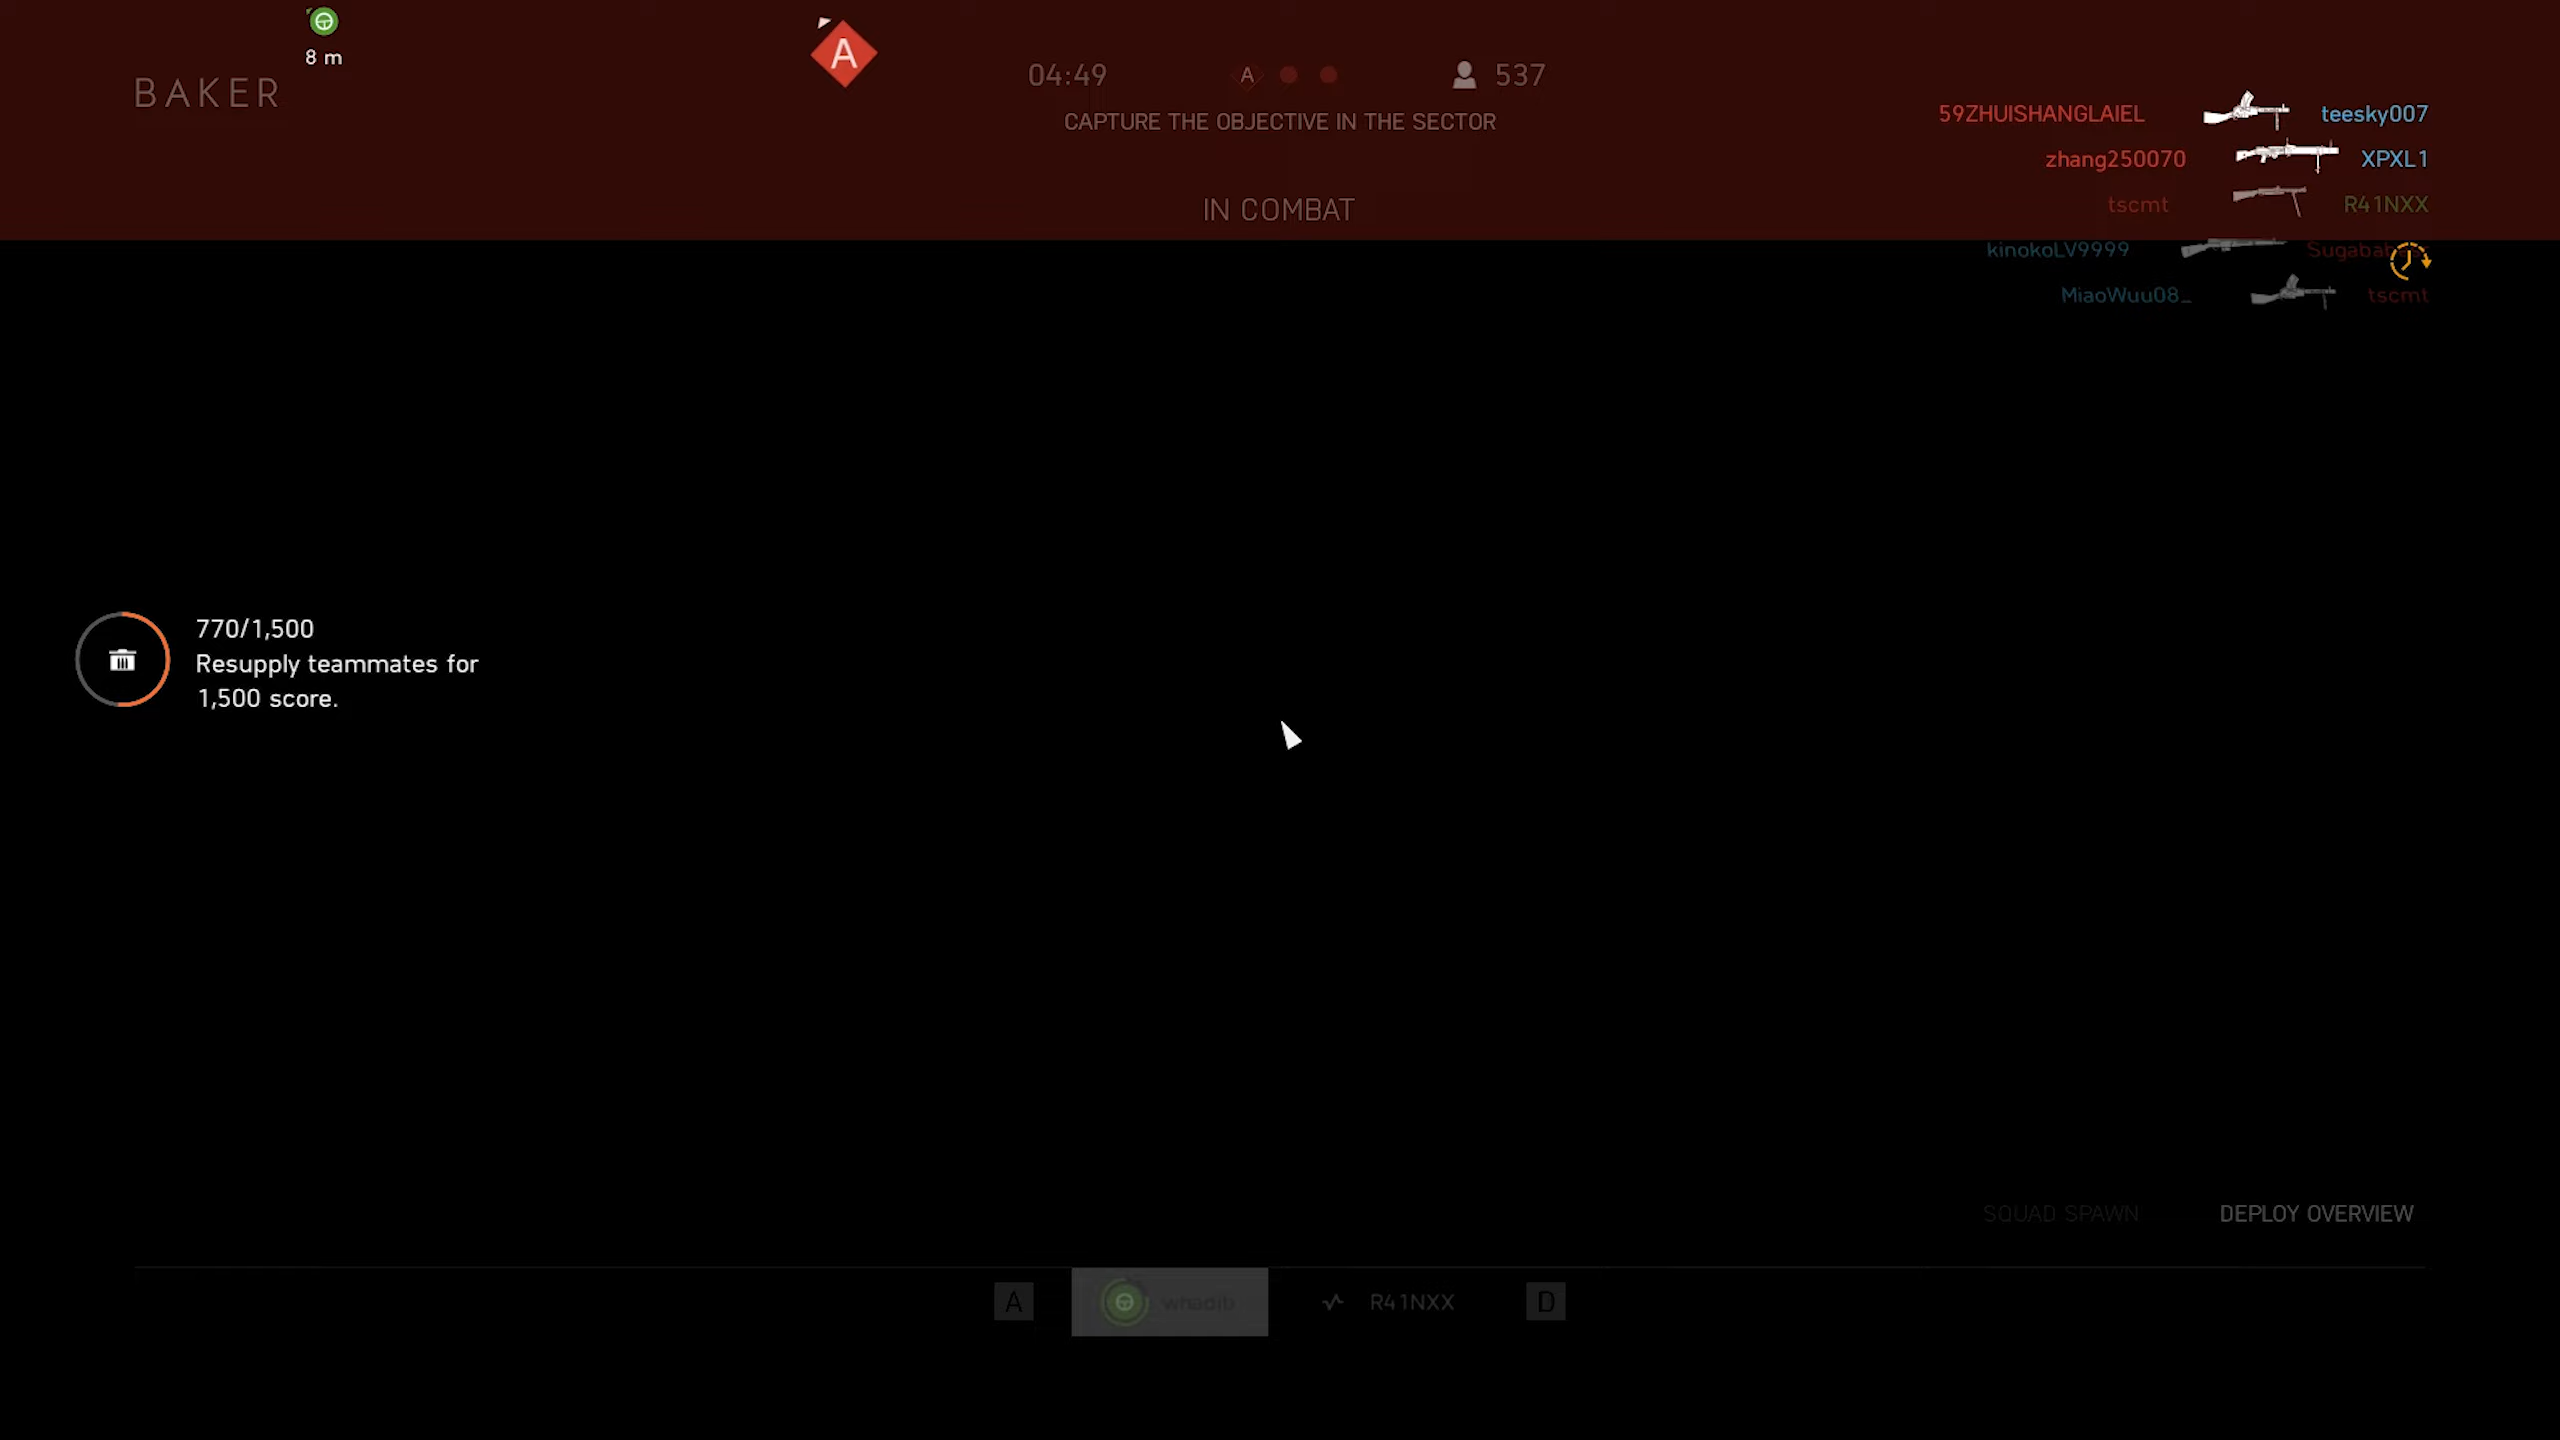 8 m
BAKER
A
04:49
A
537
CAPTURE THE OBJECTIVE IN THE SECTOR
IN COMBAT
59ZHUISHANGLAIEL teesky007
zhang250070 XPXL1
tscmt R41NXX
kinokoLV9999
MiaoWuu08_ tscmt
770/1,500
Resupply teammates for
1,500 score.
SQUAD SPAWN DEPLOY OVERVIEW
A whadib R41NXX D